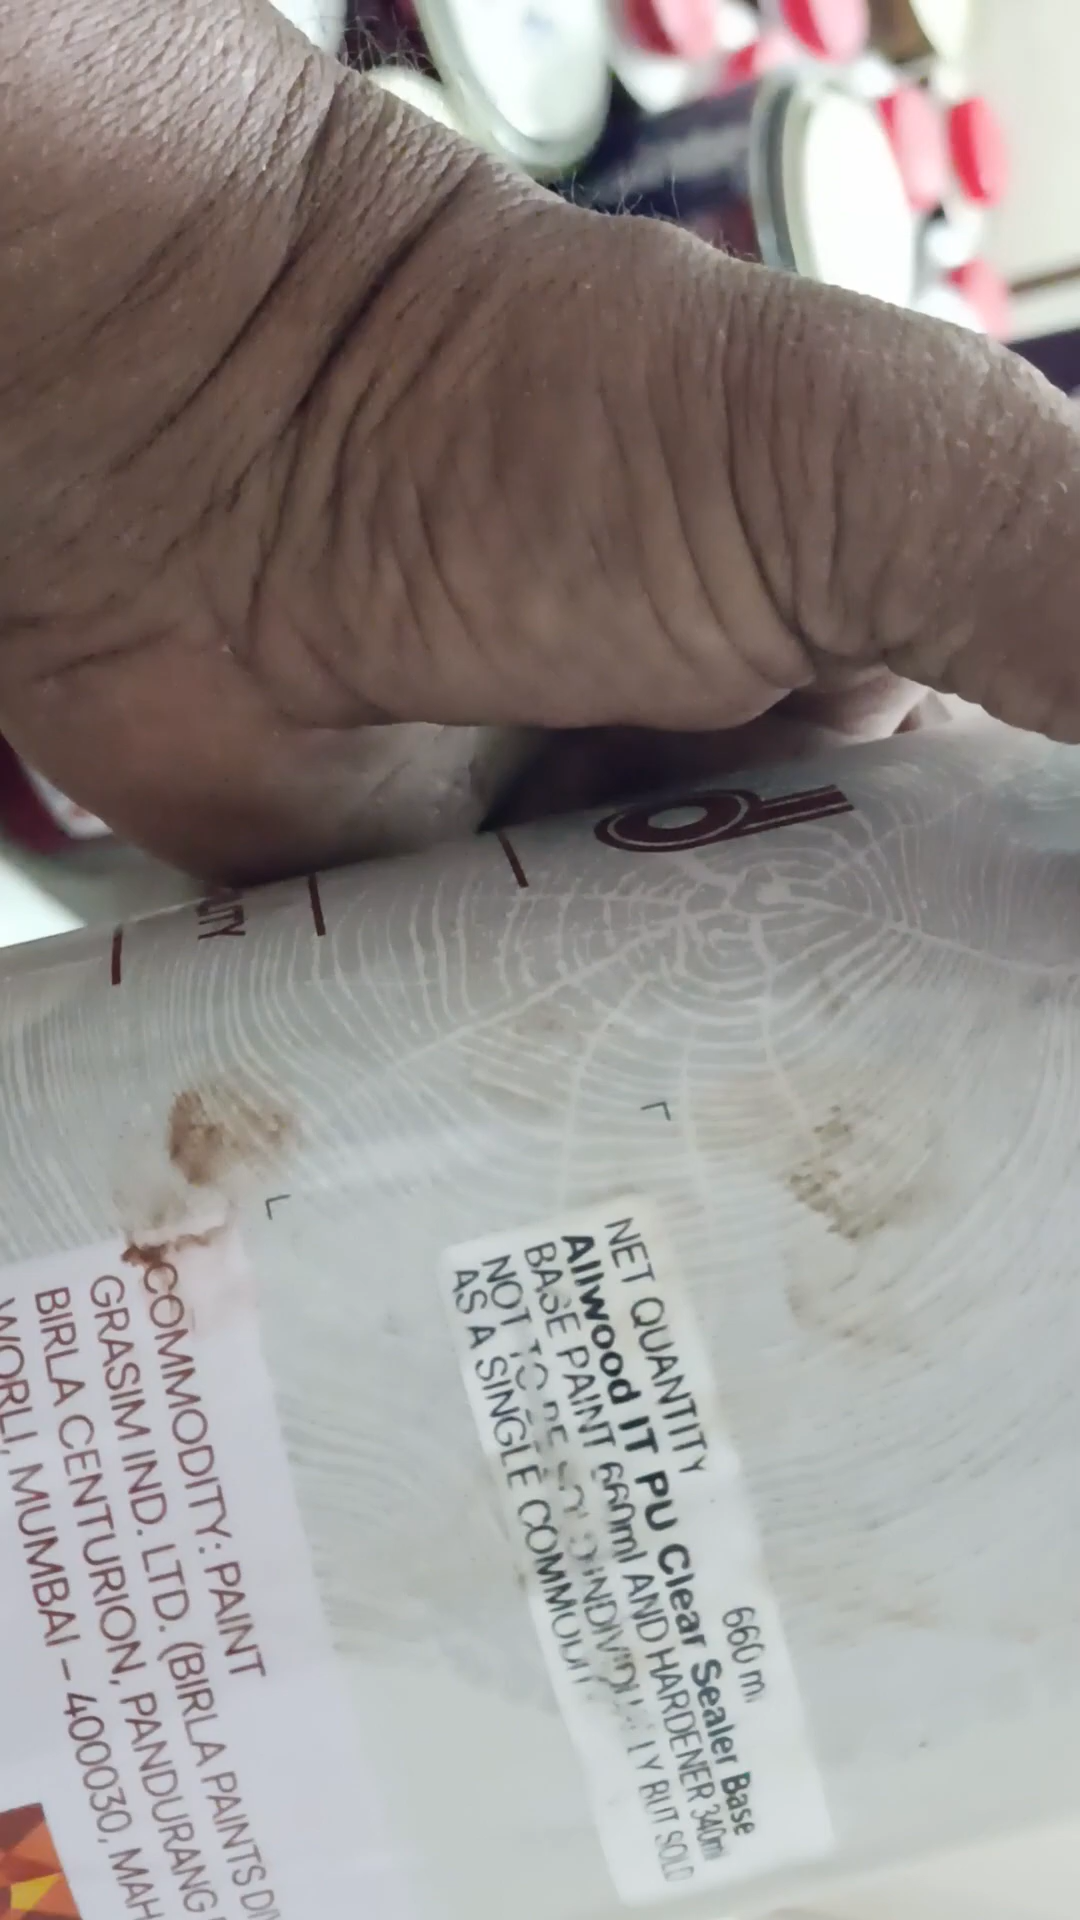 NET QUANTITY 660 ml
Allwood IT PU Clear Sealer Base
BASE PAINT 660ml AND HARDENER 340ml
NOT TO BE INDIVIDUALLY BUT SOLD
AS A SINGLE COMMODITY
COMMODITY: PAINT
GRASIM IND. LTD. (BIRLA PAINTS
BIRLA CENTURION, PANDURANG
WORLI, MUMBAI - 400030, MAH